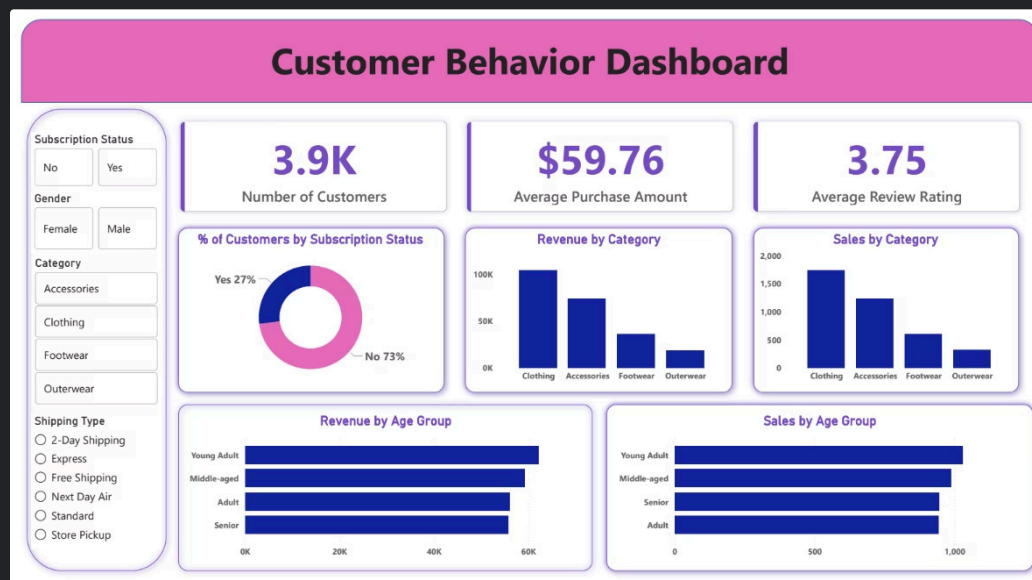 Customer Behavior Dashboard
Subscription Status
No Yes
Gender
Female Male
Category
Accessories
Clothing
Footwear
Outerwear
Shipping Type
2-Day Shipping
Express
Free Shipping
Next Day Air
Standard
Store Pickup
3.9K
Number of Customers
$59.76
Average Purchase Amount
3.75
Average Review Rating
% of Customers by Subscription Status
Yes 27%
No 73%
Revenue by Category
100K
50K
0K
Clothing Accessories Footwear Outerwear
Sales by Category
2,000
1,500
1,000
500
0
Clothing Accessories Footwear Outerwear
Revenue by Age Group
Young Adult
Middle-aged
Adult
Senior
0K 20K 40K 60K
Sales by Age Group
Young Adult
Middle-aged
Senior
Adult
0 500 1,000